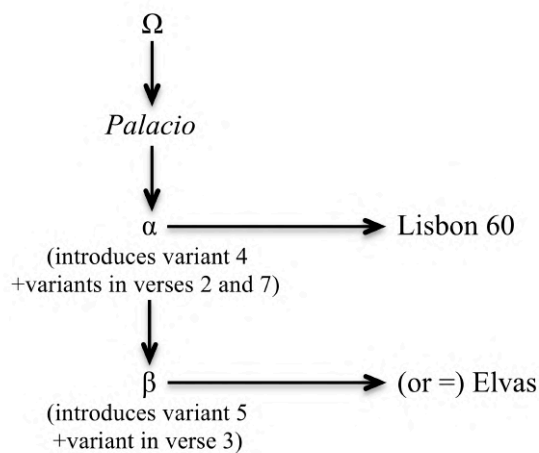 Ω
Palacio
α
Lisbon 60
(introduces variant 4
+variants in verses 2 and 7)
β
(or =) Elvas
(introduces variant 5
+variant in verse 3)